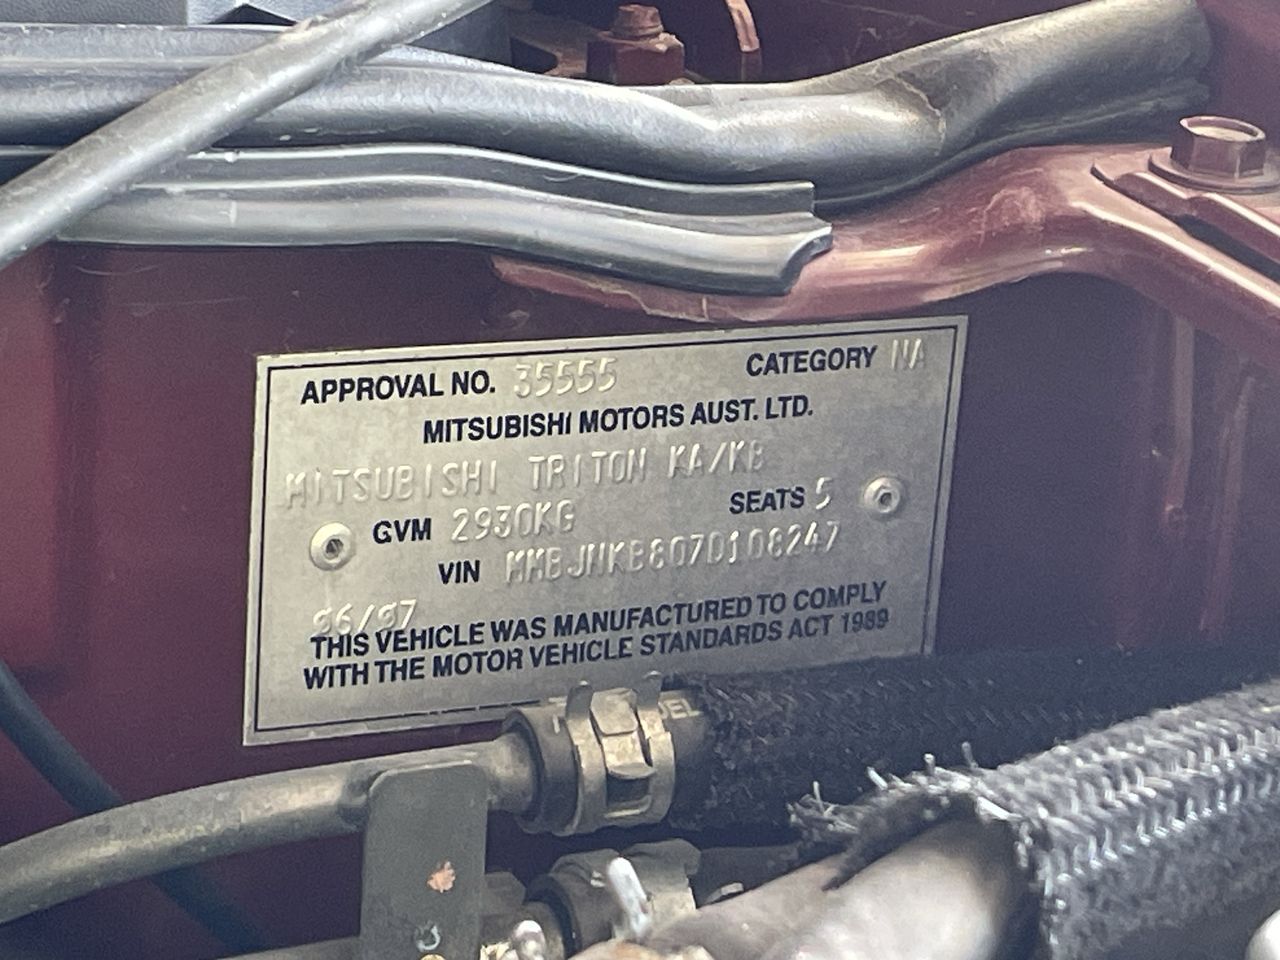 APPROVAL NO. 35555 CATEGORY NA
MITSUBISHI MOTORS AUST. LTD.
MITSUBISHI TRITON KA/KB
GVM 2930KG SEATS 5
VIN MMBJNKB807D108247
06/07
THIS VEHICLE WAS MANUFACTURED TO COMPLY
WITH THE MOTOR VEHICLE STANDARDS ACT 1989